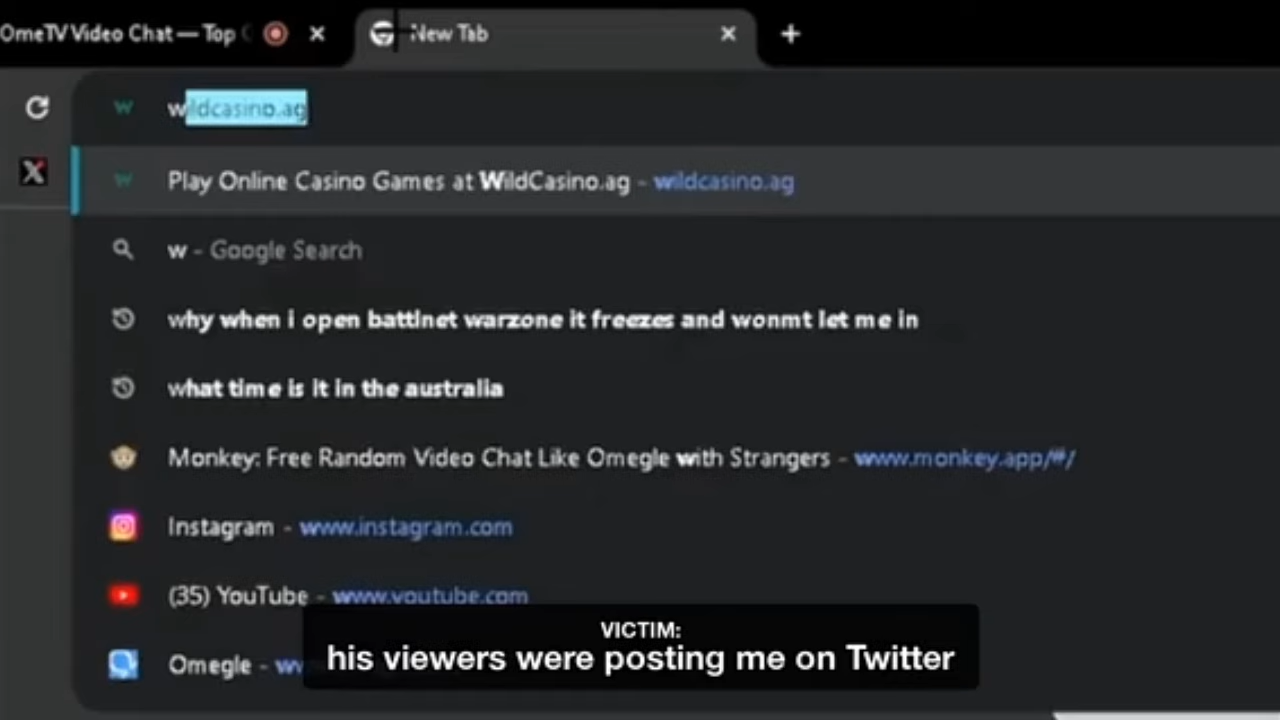 OmeTV Video Chat — Top
New Tab
wildcasino.ag
Play Online Casino Games at WildCasino.ag - wildcasino.ag
w - Google Search
why when i open battlnet warzone it freezes and wonmt let me in
what time is it in the australia
Monkey: Free Random Video Chat Like Omegle with Strangers - www.monkey.app/#/
Instagram - www.instagram.com
(35) YouTube - www.youtube.com
Omegle - ww
VICTIM:
his viewers were posting me on Twitter